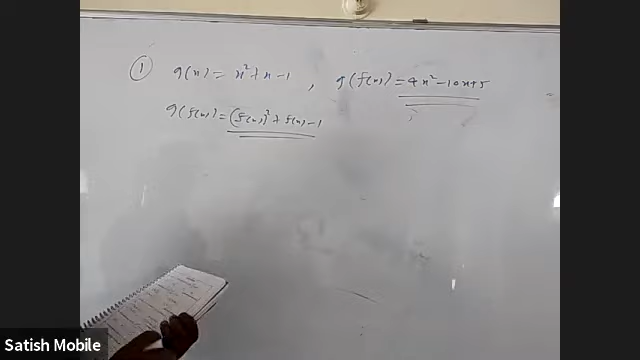 ① g(x) = x² + x - 1 , g(f(x)) = 4x² - 10x + 5
g(f(x)) = (f(x))² + f(x) - 1
Satish Mobile